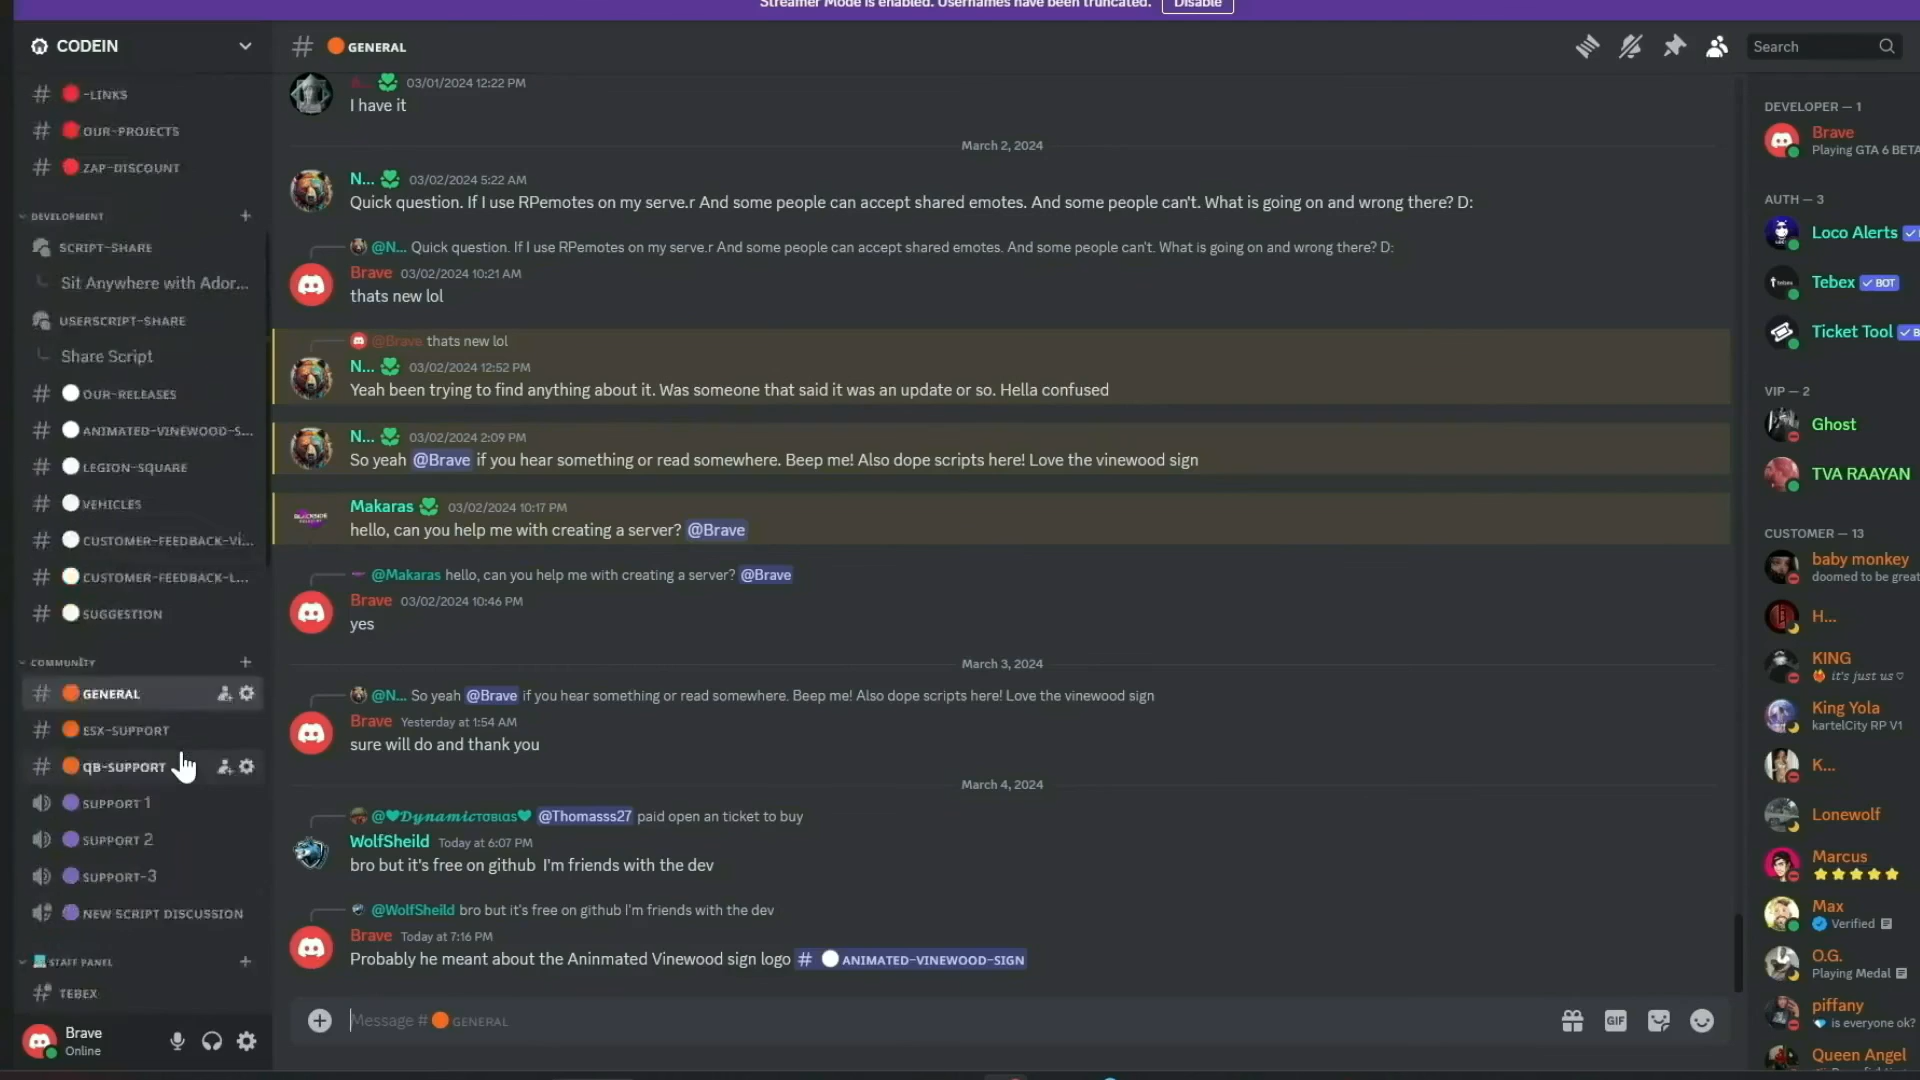 Streamer Mode is enabled. Usernames have been truncated. Disable
CODEIN
-LINKS
OUR-PROJECTS
ZAP-DISCOUNT
DEVELOPMENT
SCRIPT-SHARE
Sit Anywhere with Ador...
USERSCRIPT-SHARE
Share Script
OUR-RELEASES
ANIMATED-VINEWOOD-S...
LEGION-SQUARE
VEHICLES
CUSTOMER-FEEDBACK-VI...
CUSTOMER-FEEDBACK-L...
SUGGESTION
COMMUNITY
GENERAL
ESX-SUPPORT
QB-SUPPORT
SUPPORT 1
SUPPORT 2
SUPPORT-3
NEW SCRIPT DISCUSSION
STAFF PANEL
TEBEX
Brave
Online
# GENERAL
03/01/2024 12:22 PM
I have it
March 2, 2024
N... 03/02/2024 5:22 AM
Quick question. If I use RPemotes on my serve.r And some people can accept shared emotes. And some people can't. What is going on and wrong there? D:
@N... Quick question. If I use RPemotes on my serve.r And some people can accept shared emotes. And some people can't. What is going on and wrong there? D:
Brave 03/02/2024 10:21 AM
thats new lol
@Brave thats new lol
N... 03/02/2024 12:52 PM
Yeah been trying to find anything about it. Was someone that said it was an update or so. Hella confused
N... 03/02/2024 2:09 PM
So yeah @Brave if you hear something or read somewhere. Beep me! Also dope scripts here! Love the vinewood sign
Makaras 03/02/2024 10:17 PM
hello, can you help me with creating a server? @Brave
@Makaras hello, can you help me with creating a server? @Brave
Brave 03/02/2024 10:46 PM
yes
March 3, 2024
@N... So yeah @Brave if you hear something or read somewhere. Beep me! Also dope scripts here! Love the vinewood sign
Brave Yesterday at 1:54 AM
sure will do and thank you
March 4, 2024
@♥𝓓𝔂𝓷𝓪𝓶𝓲𝓬τοβιας♥ @Thomasss27 paid open an ticket to buy
WolfSheild Today at 6:07 PM
bro but it's free on github I'm friends with the dev
@WolfSheild bro but it's free on github I'm friends with the dev
Brave Today at 7:16 PM
Probably he meant about the Aninmated Vinewood sign logo # ANIMATED-VINEWOOD-SIGN
Message # GENERAL
GIF
Search
DEVELOPER — 1
Brave
Playing GTA 6 BETA
AUTH — 3
Loco Alerts
Tebex BOT
Ticket Tool
VIP — 2
Ghost
TVA RAAYAN
CUSTOMER — 13
baby monkey
doomed to be great
H...
KING
it's just us
King Yola
kartelCity RP V1
K...
Lonewolf
Marcus
Max
Verified
O.G.
Playing Medal
piffany
is everyone ok?
Queen Angel